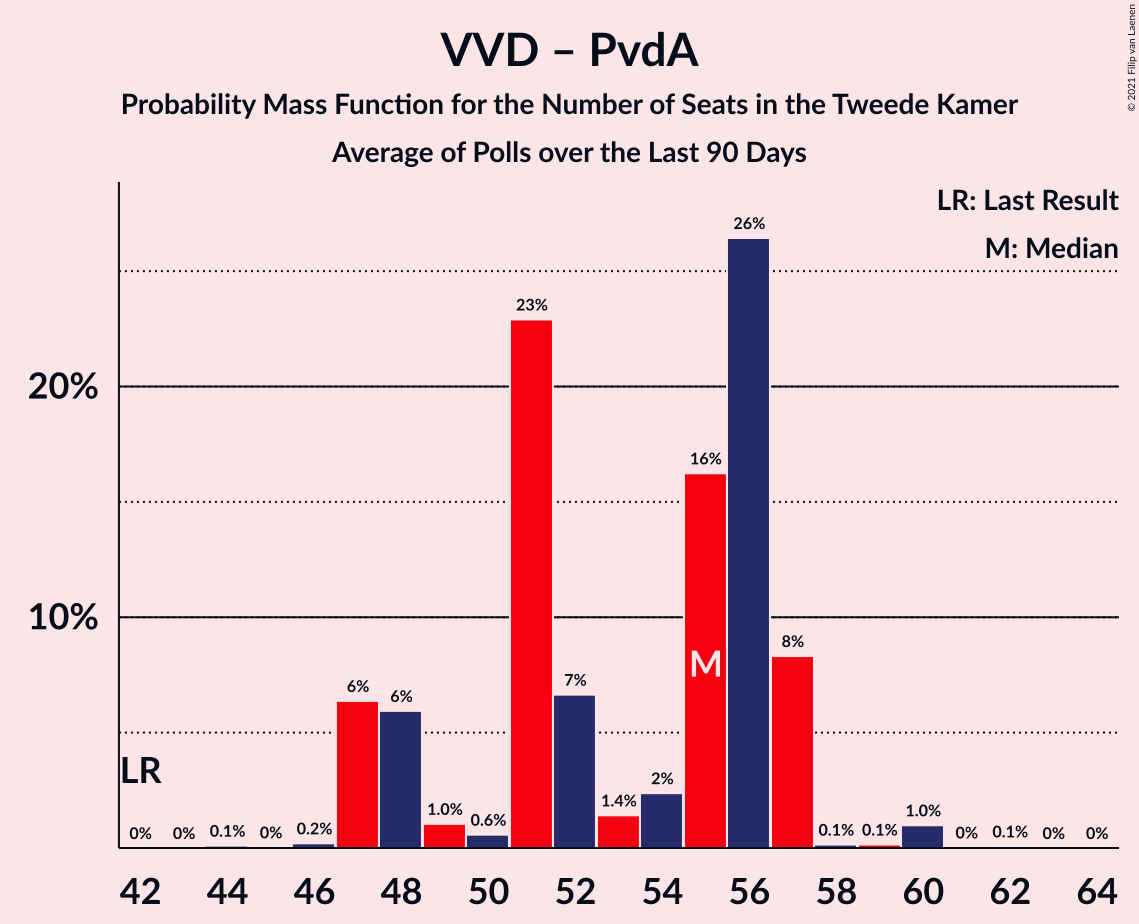 VVD – PvdA
Probability Mass Function for the Number of Seats in the Tweede Kamer
Average of Polls over the Last 90 Days
© 2021 Filip van Laenen
LR: Last Result
M: Median
26%
23%
20%
16%
10%
8%
7%
6%
6%
2%
1.4%
1.0%
0.6%
1.0%
0% 0% 0.1% 0% 0.2% 0.1% 0.1% 0% 0.1% 0% 0%
M
LR
42 44 46 48 50 52 54 56 58 60 62 64